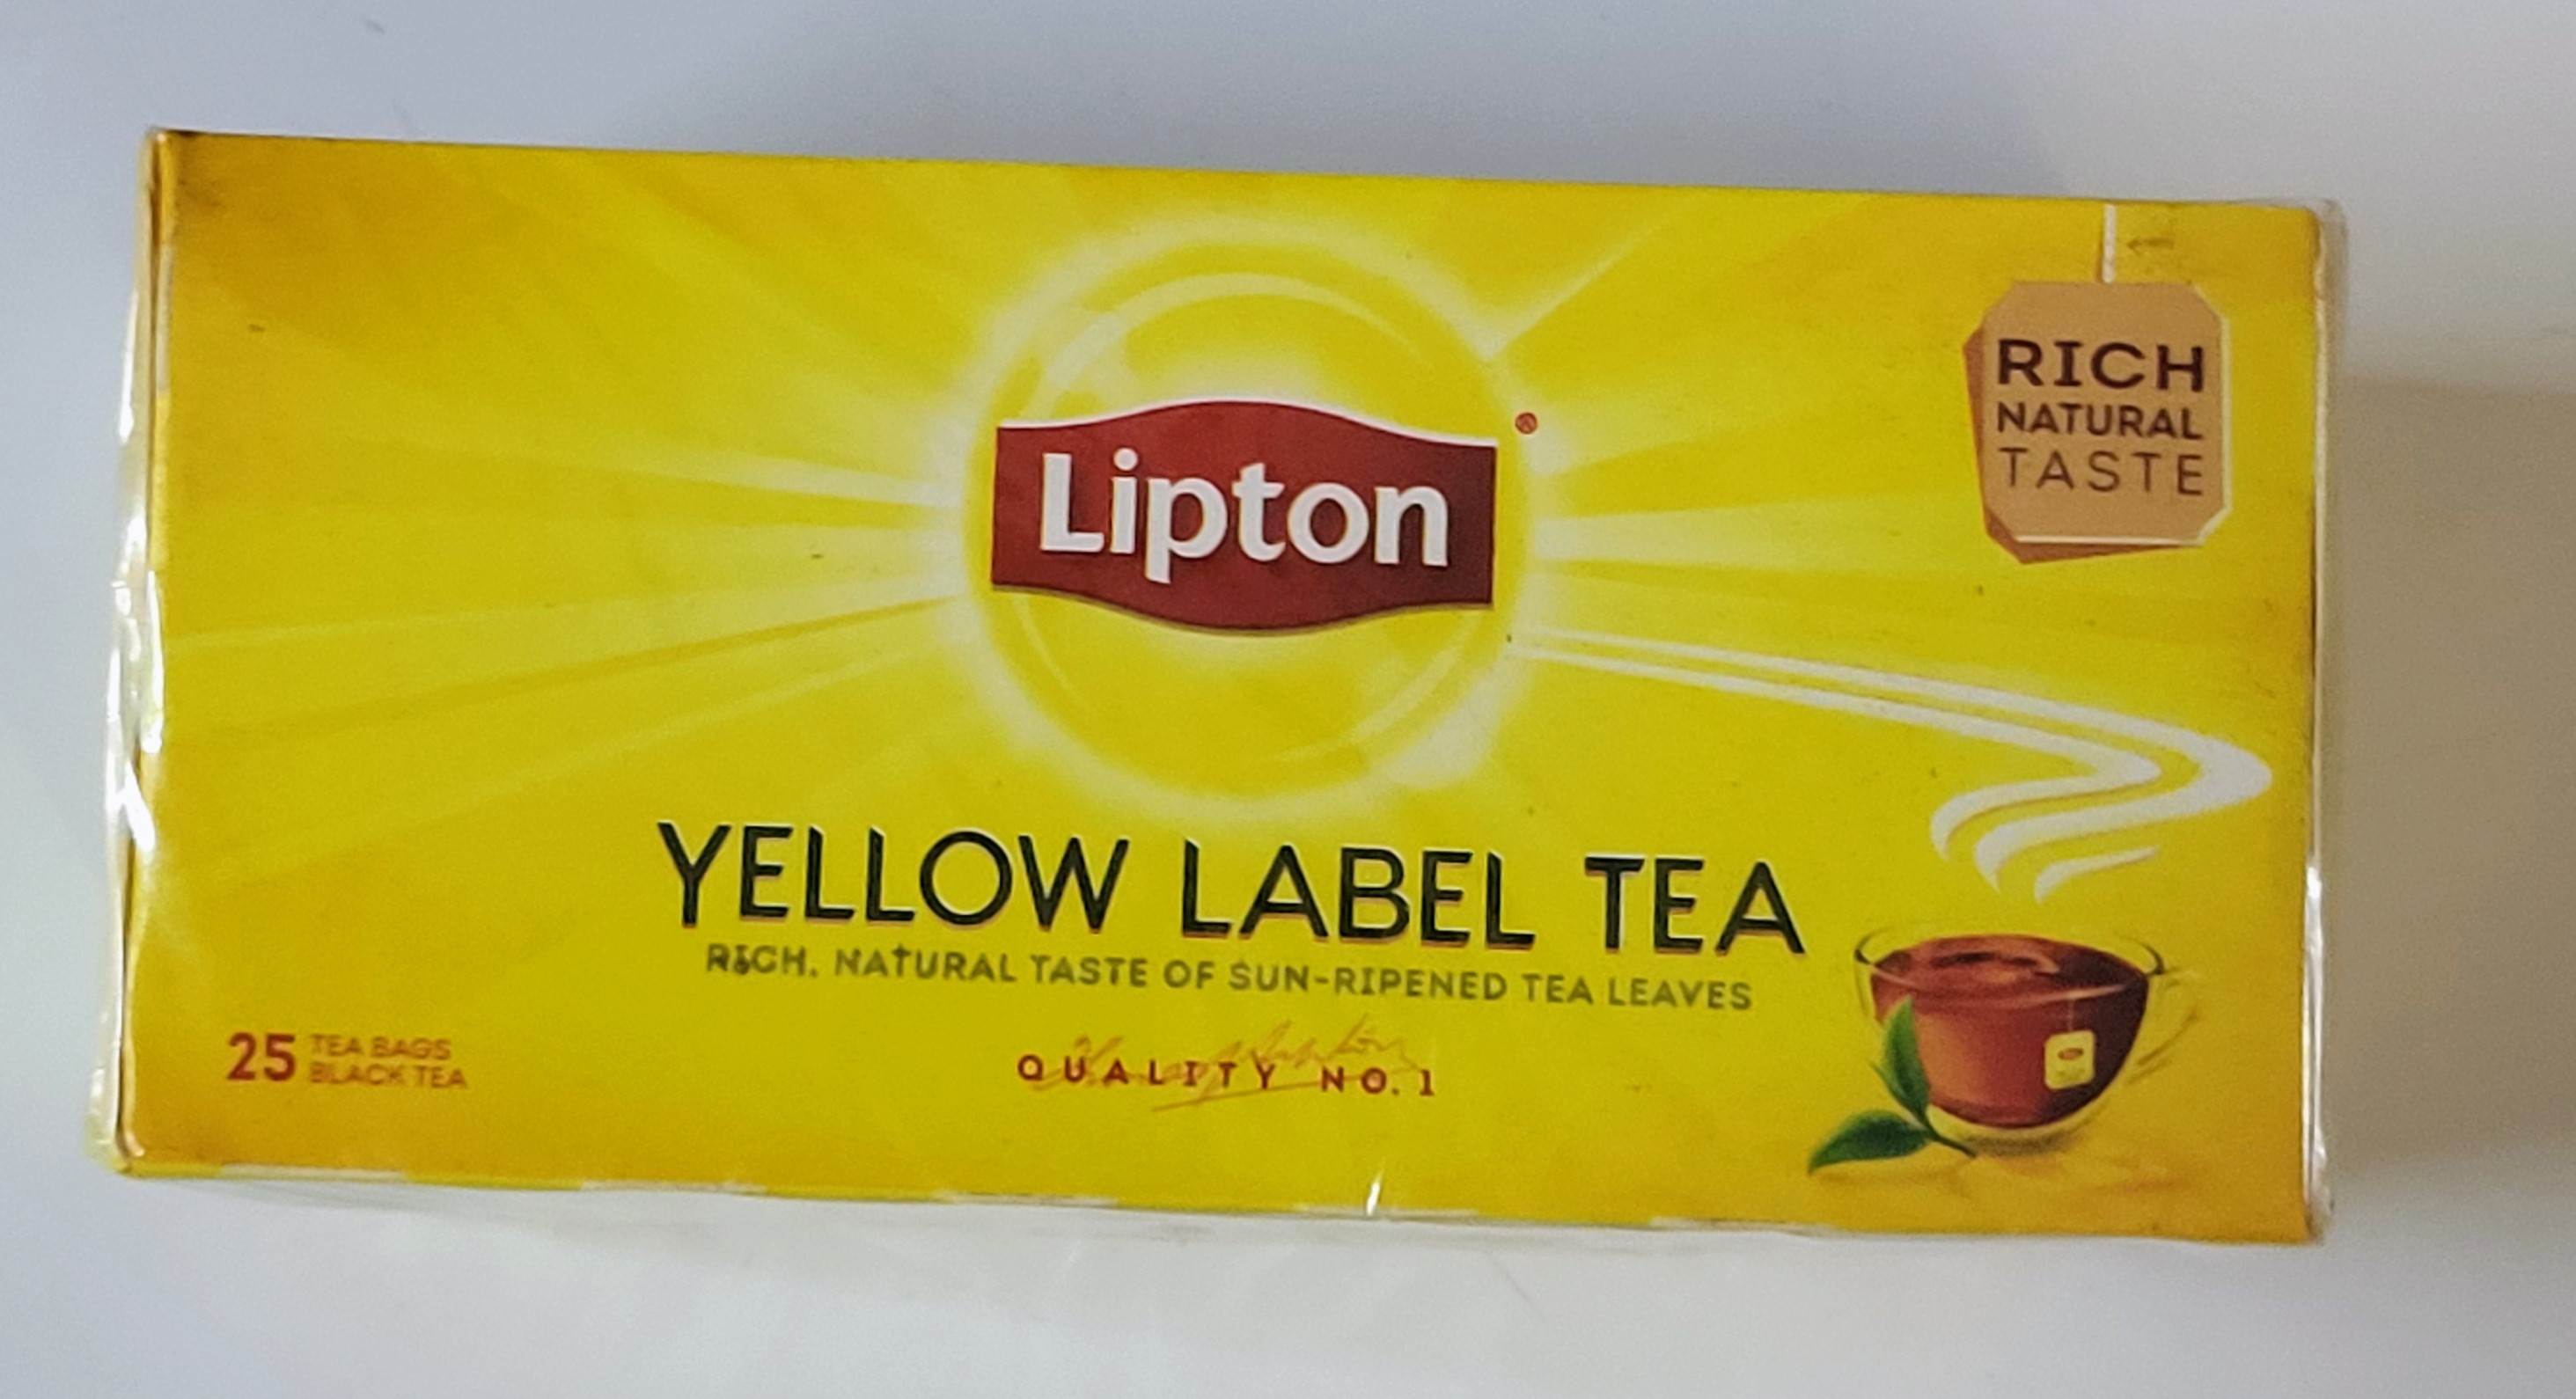 Lipton
®
RICH
NATURAL
TASTE
YELLOW LABEL TEA
RICH, NATURAL TASTE OF SUN-RIPENED TEA LEAVES
25 TEA BAGS
BLACK TEA
QUALITY NO. 1